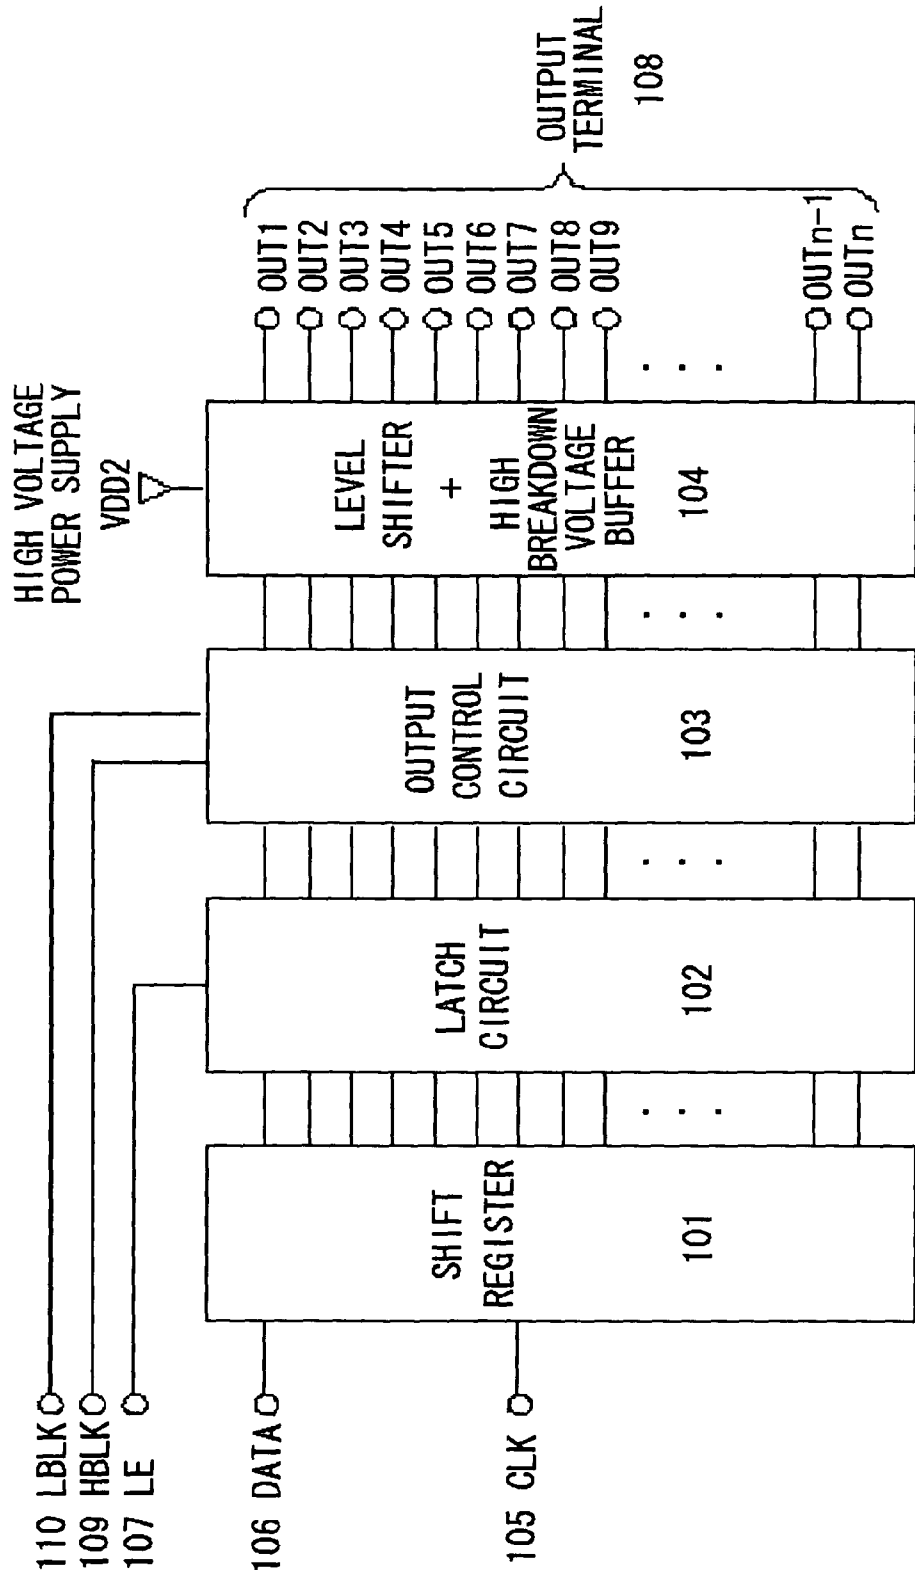 110 LBLK
109 HBLK
107 LE
106 DATA
105 CLK
SHIFT
REGISTER
101
LATCH
CIRCUIT
102
OUTPUT
CONTROL
CIRCUIT
103
HIGH VOLTAGE
POWER SUPPLY
VDD2
LEVEL
SHIFTER
+
HIGH
BREAKDOWN
VOLTAGE
BUFFER
104
OUT1
OUT2
OUT3
OUT4
OUT5
OUT6
OUT7
OUT8
OUT9
OUTn-1
OUTn
OUTPUT
TERMINAL
108